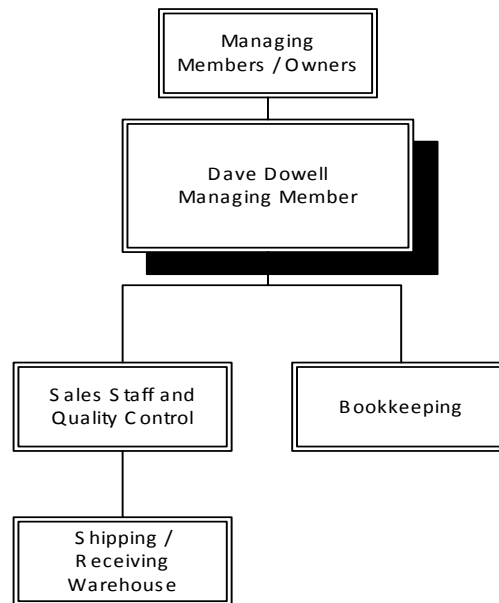 Managing
Members / Owners
Dave Dowell
Managing Member
Sales Staff and
Quality Control
Bookkeeping
Shipping /
Receiving
Warehouse